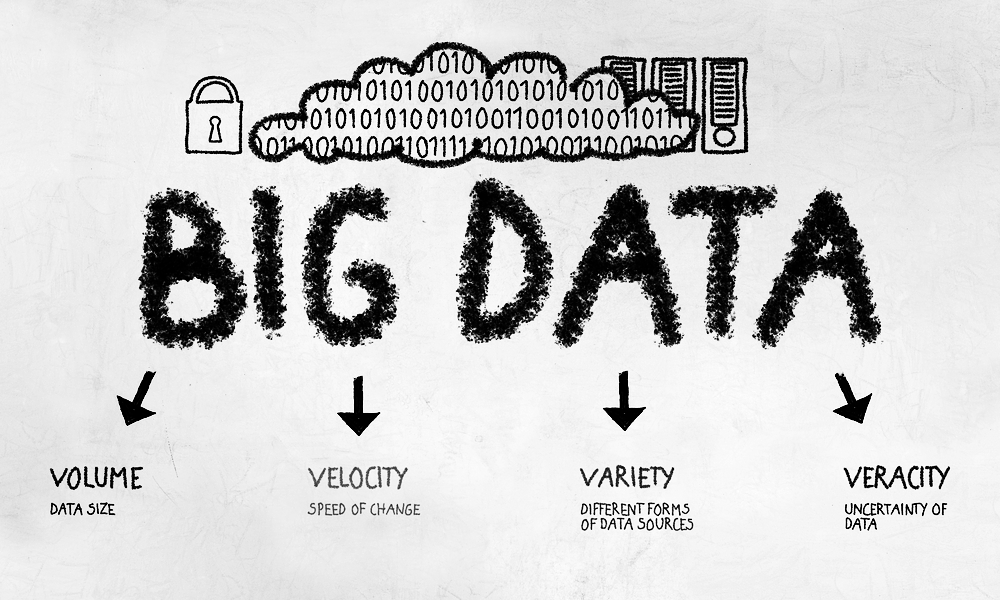 BIG DATA
VOLUME
DATA SIZE
VELOCITY
SPEED OF CHANGE
VARIETY
DIFFERENT FORMS
OF DATA SOURCES
VERACITY
UNCERTAINTY OF
DATA